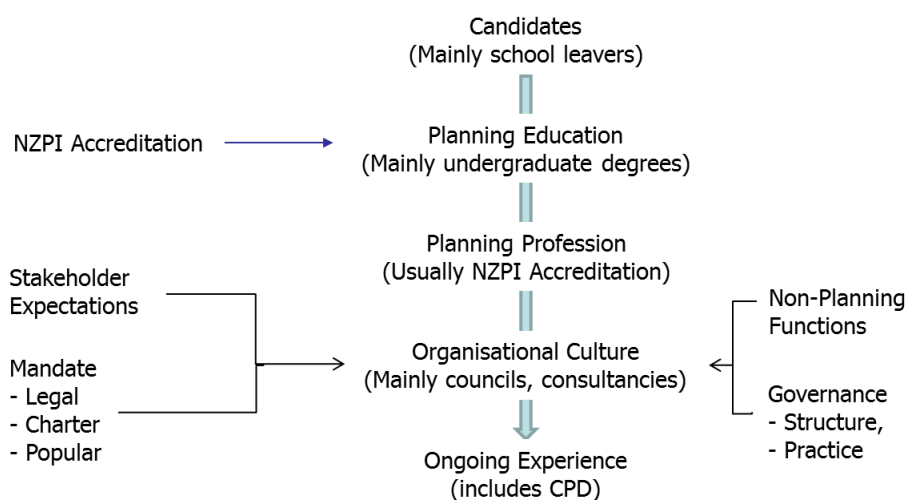 Candidates
(Mainly school leavers)
NZPI Accreditation
Planning Education
(Mainly undergraduate degrees)
Planning Profession
(Usually NZPI Accreditation)
Stakeholder
Expectations
Mandate
- Legal
- Charter
- Popular
Organisational Culture
(Mainly councils, consultancies)
Non-Planning
Functions
Governance
- Structure,
- Practice
Ongoing Experience
(includes CPD)